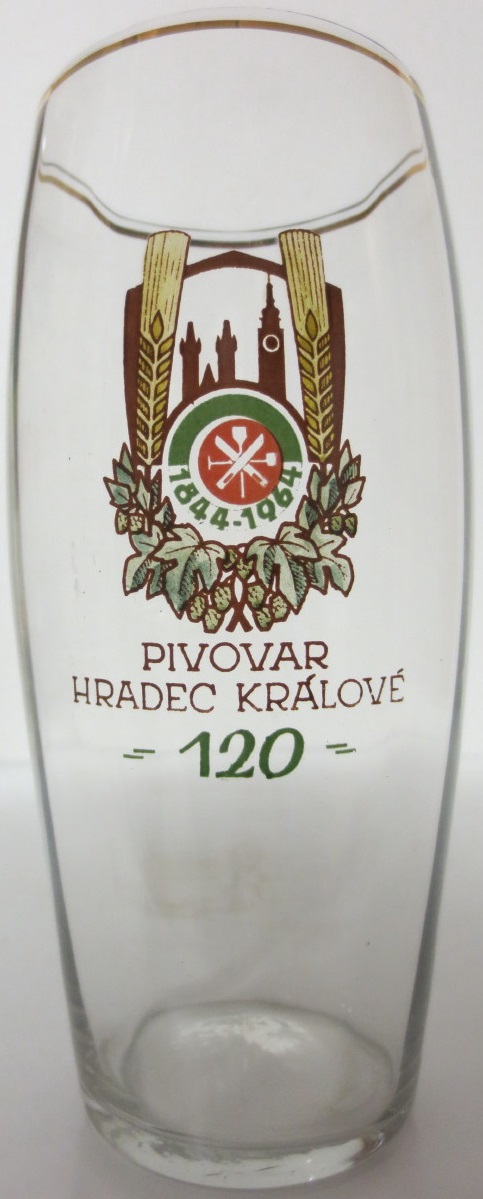 1844-1964
PIVOVAR
HRADEC KRÁLOVÉ
- 120 -